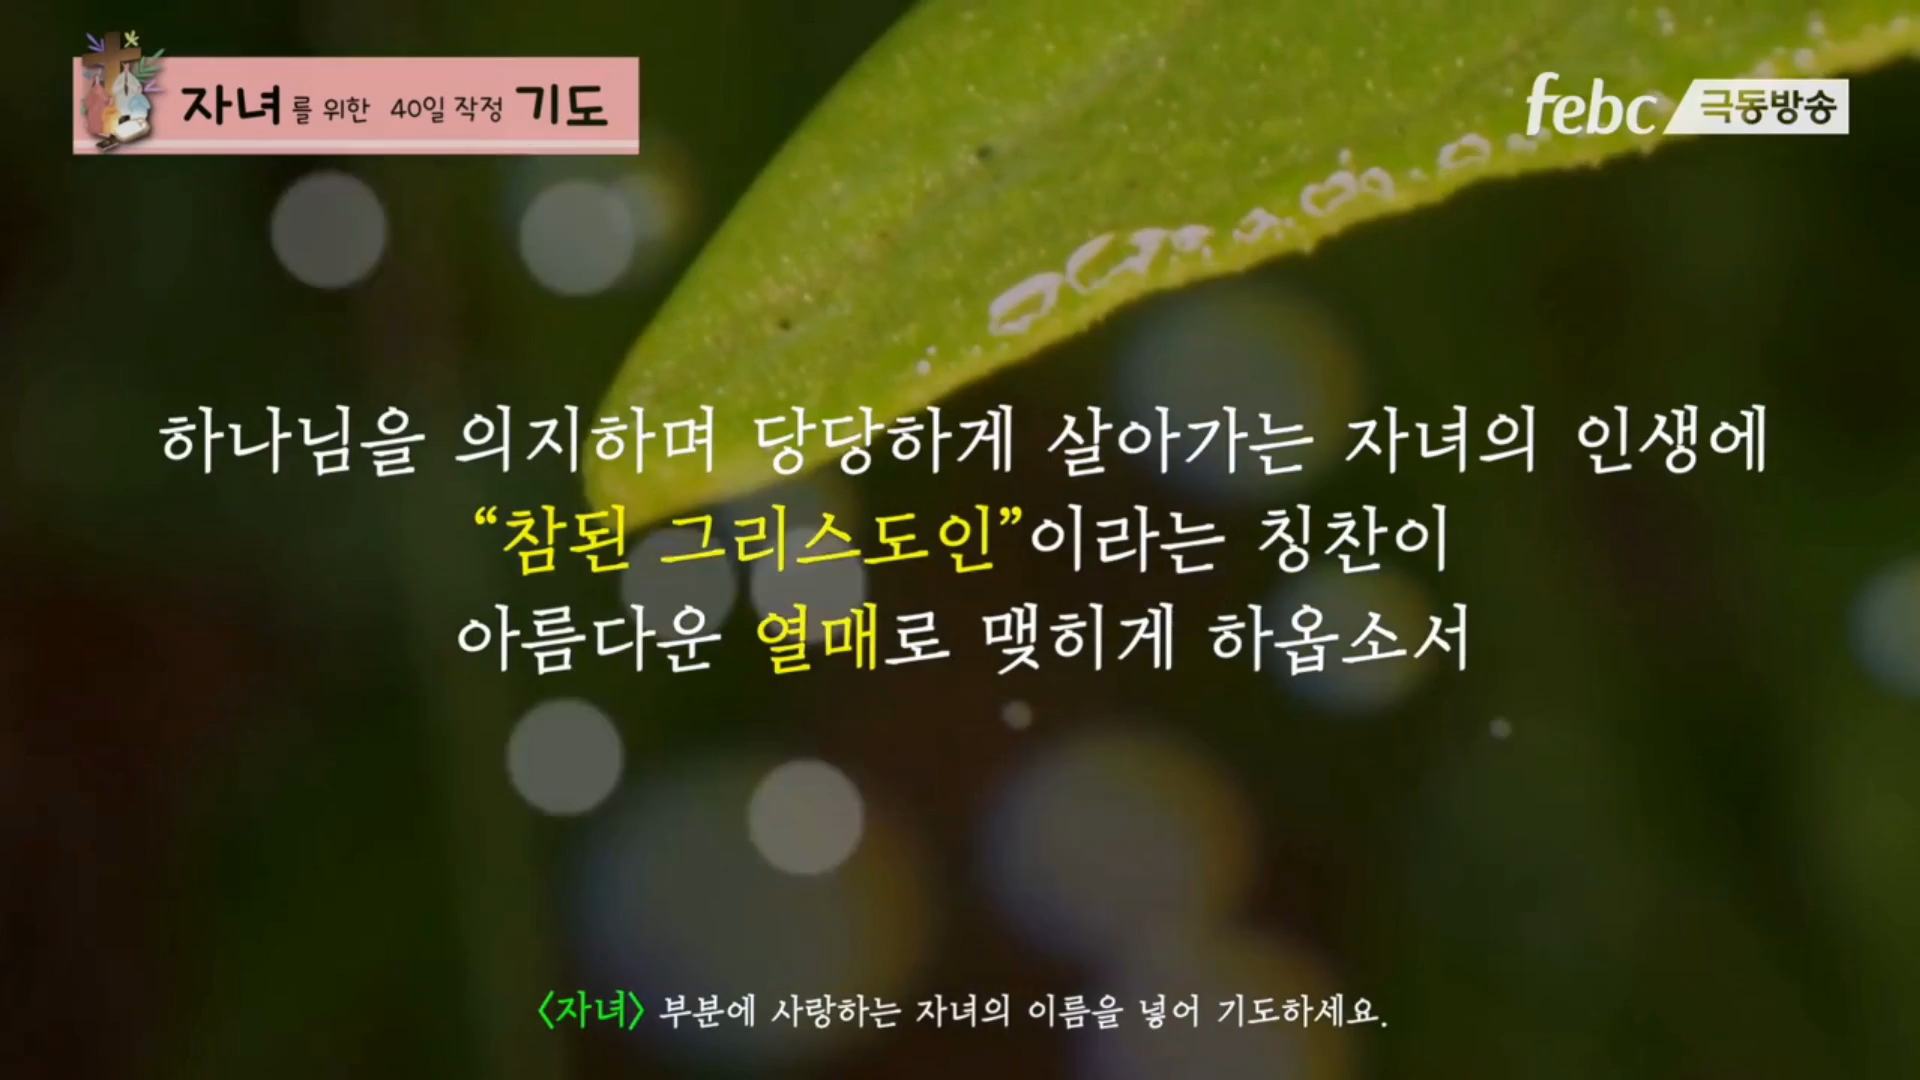 자녀를 위한 40일 작정 기도
febc 극동방송
하나님을 의지하며 당당하게 살아가는 자녀의 인생에
“참된 그리스도인”이라는 칭찬이
아름다운 열매로 맺히게 하옵소서
〈자녀〉 부분에 사랑하는 자녀의 이름을 넣어 기도하세요.